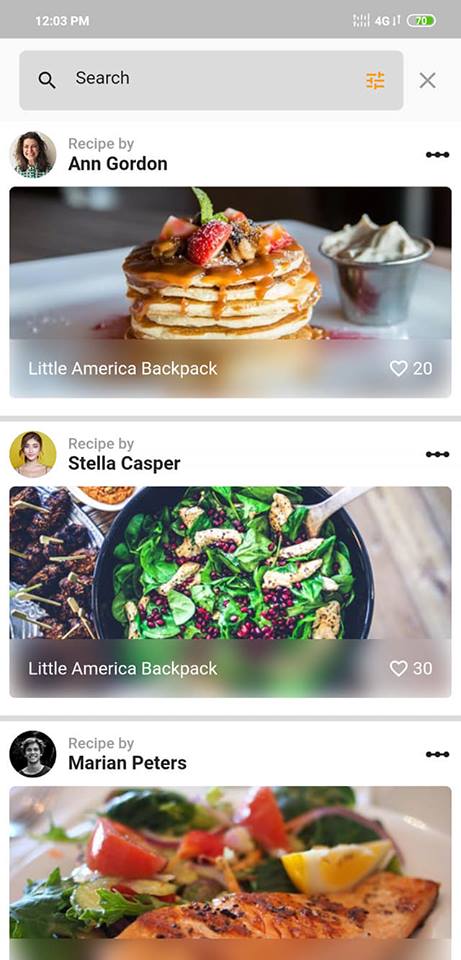 12:03 PM 4G 70
Search
Recipe by
Ann Gordon
Little America Backpack 20
Recipe by
Stella Casper
Little America Backpack 30
Recipe by
Marian Peters